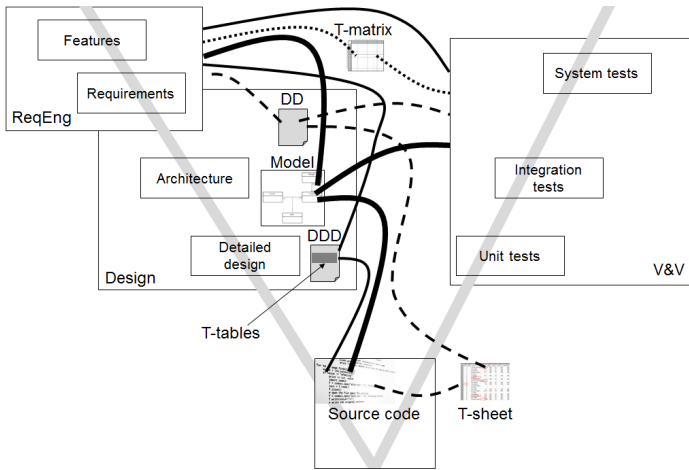 Features
T-matrix
System tests
Requirements
ReqEng
DD
Model
Architecture
Integration
tests
DDD
Detailed
design
Unit tests
Design
V&V
T-tables
Source code
T-sheet